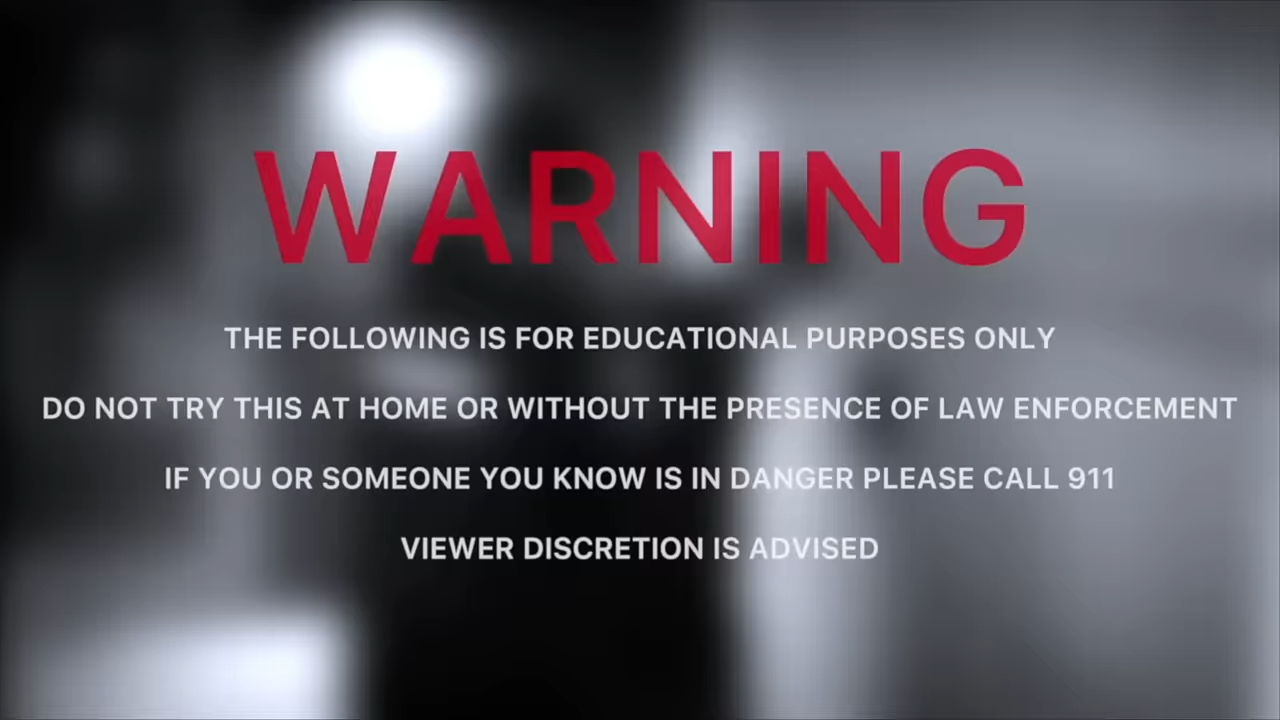 WARNING
THE FOLLOWING IS FOR EDUCATIONAL PURPOSES ONLY
DO NOT TRY THIS AT HOME OR WITHOUT THE PRESENCE OF LAW ENFORCEMENT
IF YOU OR SOMEONE YOU KNOW IS IN DANGER PLEASE CALL 911
VIEWER DISCRETION IS ADVISED